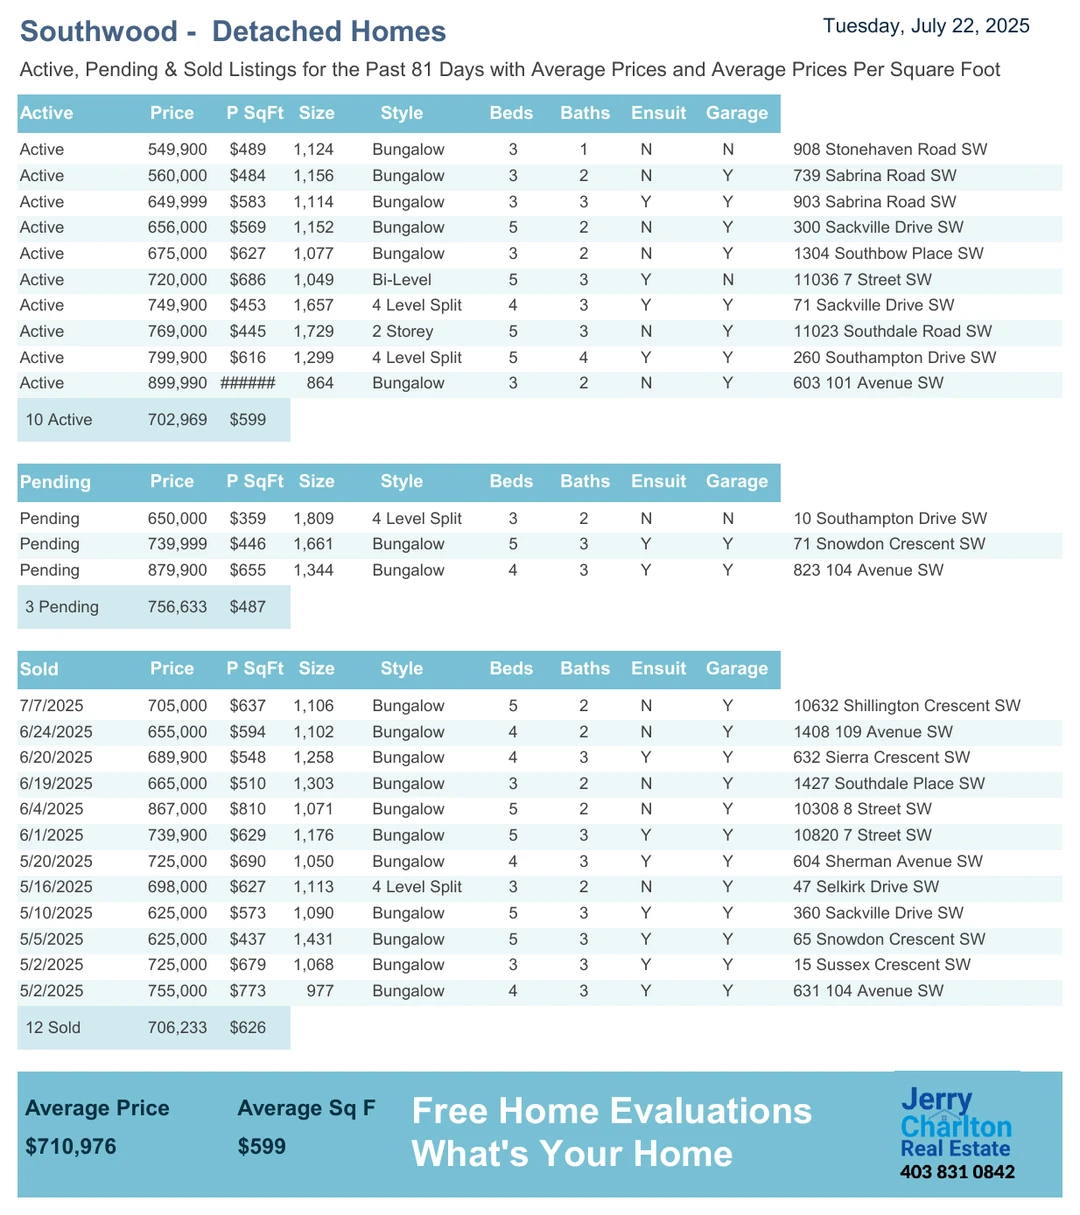 Southwood - Detached Homes
Tuesday, July 22, 2025
Active, Pending & Sold Listings for the Past 81 Days with Average Prices and Average Prices Per Square Foot
Active Price P SqFt Size Style Beds Baths Ensuit Garage
Active 549,900 $489 1,124 Bungalow 3 1 N N 908 Stonehaven Road SW
Active 560,000 $484 1,156 Bungalow 3 2 N Y 739 Sabrina Road SW
Active 649,999 $583 1,114 Bungalow 3 3 Y Y 903 Sabrina Road SW
Active 656,000 $569 1,152 Bungalow 5 2 N Y 300 Sackville Drive SW
Active 675,000 $627 1,077 Bungalow 3 2 N Y 1304 Southbow Place SW
Active 720,000 $686 1,049 Bi-Level 5 3 Y N 11036 7 Street SW
Active 749,900 $453 1,657 4 Level Split 4 3 Y Y 71 Sackville Drive SW
Active 769,000 $445 1,729 2 Storey 5 3 N Y 11023 Southdale Road SW
Active 799,900 $616 1,299 4 Level Split 5 4 Y Y 260 Southampton Drive SW
Active 899,990 ###### 864 Bungalow 3 2 N Y 603 101 Avenue SW
10 Active 702,969 $599
Pending Price P SqFt Size Style Beds Baths Ensuit Garage
Pending 650,000 $359 1,809 4 Level Split 3 2 N N 10 Southampton Drive SW
Pending 739,999 $446 1,661 Bungalow 5 3 Y Y 71 Snowdon Crescent SW
Pending 879,900 $655 1,344 Bungalow 4 3 Y Y 823 104 Avenue SW
3 Pending 756,633 $487
Sold Price P SqFt Size Style Beds Baths Ensuit Garage
7/7/2025 705,000 $637 1,106 Bungalow 5 2 N Y 10632 Shillington Crescent SW
6/24/2025 655,000 $594 1,102 Bungalow 4 2 N Y 1408 109 Avenue SW
6/20/2025 689,900 $548 1,258 Bungalow 4 3 Y Y 632 Sierra Crescent SW
6/19/2025 665,000 $510 1,303 Bungalow 3 2 N Y 1427 Southdale Place SW
6/4/2025 867,000 $810 1,071 Bungalow 5 2 N Y 10308 8 Street SW
6/1/2025 739,900 $629 1,176 Bungalow 5 3 Y Y 10820 7 Street SW
5/20/2025 725,000 $690 1,050 Bungalow 4 3 Y Y 604 Sherman Avenue SW
5/16/2025 698,000 $627 1,113 4 Level Split 3 2 N Y 47 Selkirk Drive SW
5/10/2025 625,000 $573 1,090 Bungalow 5 3 Y Y 360 Sackville Drive SW
5/5/2025 625,000 $437 1,431 Bungalow 5 3 Y Y 65 Snowdon Crescent SW
5/2/2025 725,000 $679 1,068 Bungalow 3 3 Y Y 15 Sussex Crescent SW
5/2/2025 755,000 $773 977 Bungalow 4 3 Y Y 631 104 Avenue SW
12 Sold 706,233 $626
Average Price Average Sq F
$710,976 $599
Free Home Evaluations
What's Your Home
Jerry
Charlton
Real Estate
403 831 0842